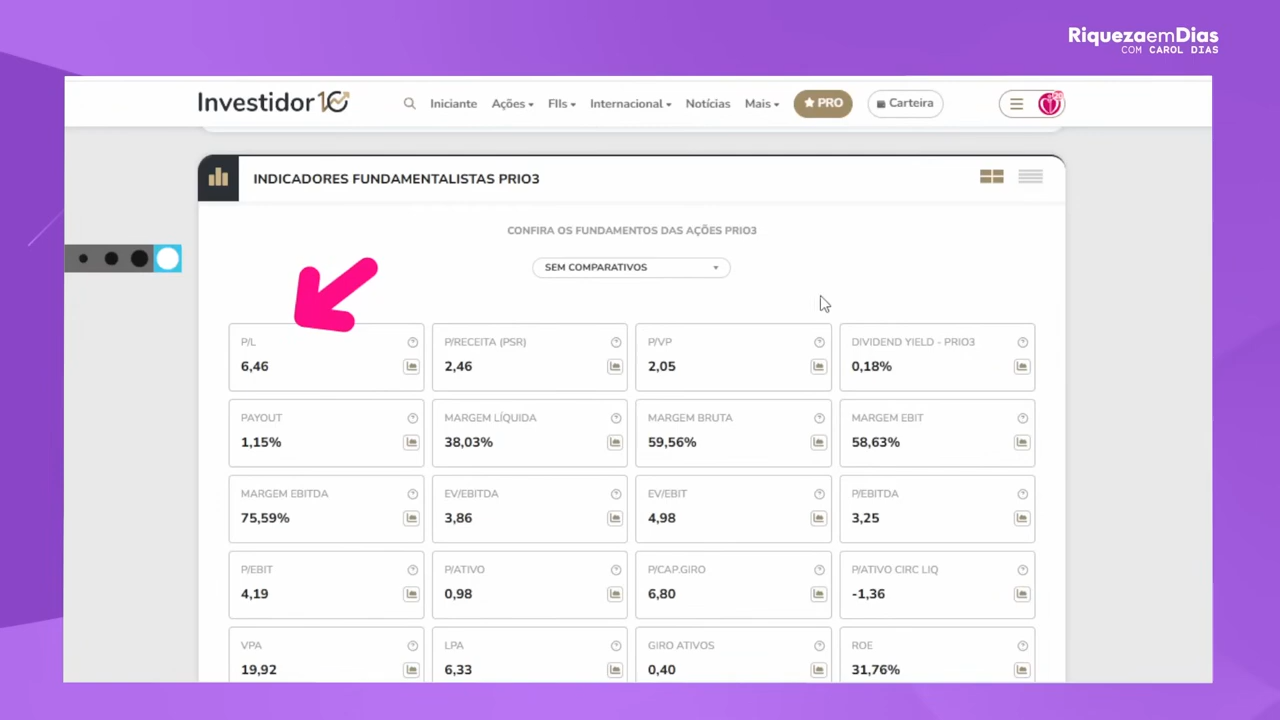 RiquezaemDias
COM CAROL DIAS
Investidor10
Iniciante Ações FIIs Internacional Notícias Mais PRO Carteira
INDICADORES FUNDAMENTALISTAS PRIO3
CONFIRA OS FUNDAMENTOS DAS AÇÕES PRIO3
SEM COMPARATIVOS
P/L P/RECEITA (PSR) P/VP DIVIDEND YIELD - PRIO3
6,46 2,46 2,05 0,18%
PAYOUT MARGEM LÍQUIDA MARGEM BRUTA MARGEM EBIT
1,15% 38,03% 59,56% 58,63%
MARGEM EBITDA EV/EBITDA EV/EBIT P/EBITDA
75,59% 3,86 4,98 3,25
P/EBIT P/ATIVO P/CAP.GIRO P/ATIVO CIRC LIQ
4,19 0,98 6,80 -1,36
VPA LPA GIRO ATIVOS ROE
19,92 6,33 0,40 31,76%